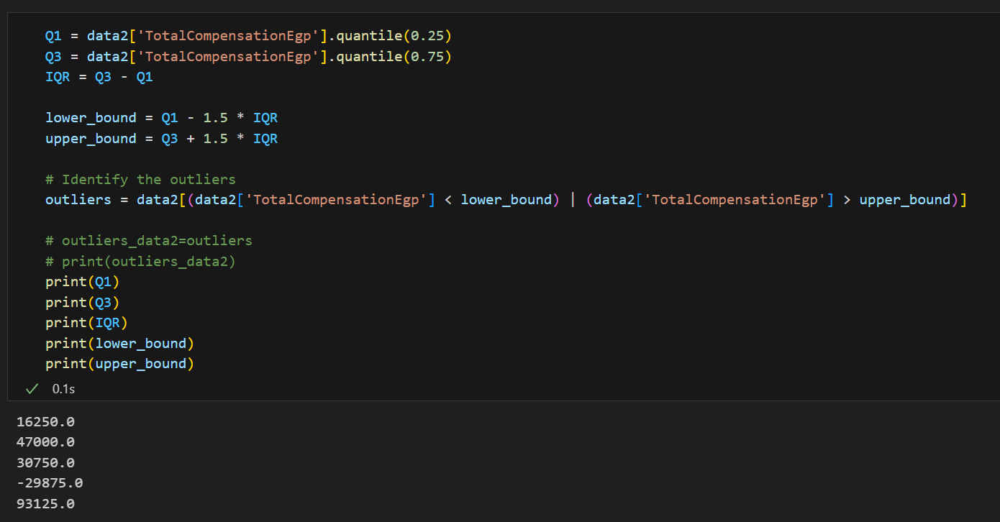 Q1 = data2['TotalCompensationEgp'].quantile(0.25)
Q3 = data2['TotalCompensationEgp'].quantile(0.75)
IQR = Q3 - Q1

lower_bound = Q1 - 1.5 * IQR
upper_bound = Q3 + 1.5 * IQR

# Identify the outliers
outliers = data2[(data2['TotalCompensationEgp'] < lower_bound) | (data2['TotalCompensationEgp'] > upper_bound)]

# outliers_data2=outliers
# print(outliers_data2)
print(Q1)
print(Q3)
print(IQR)
print(lower_bound)
print(upper_bound)
0.1s
16250.0
47000.0
30750.0
-29875.0
93125.0